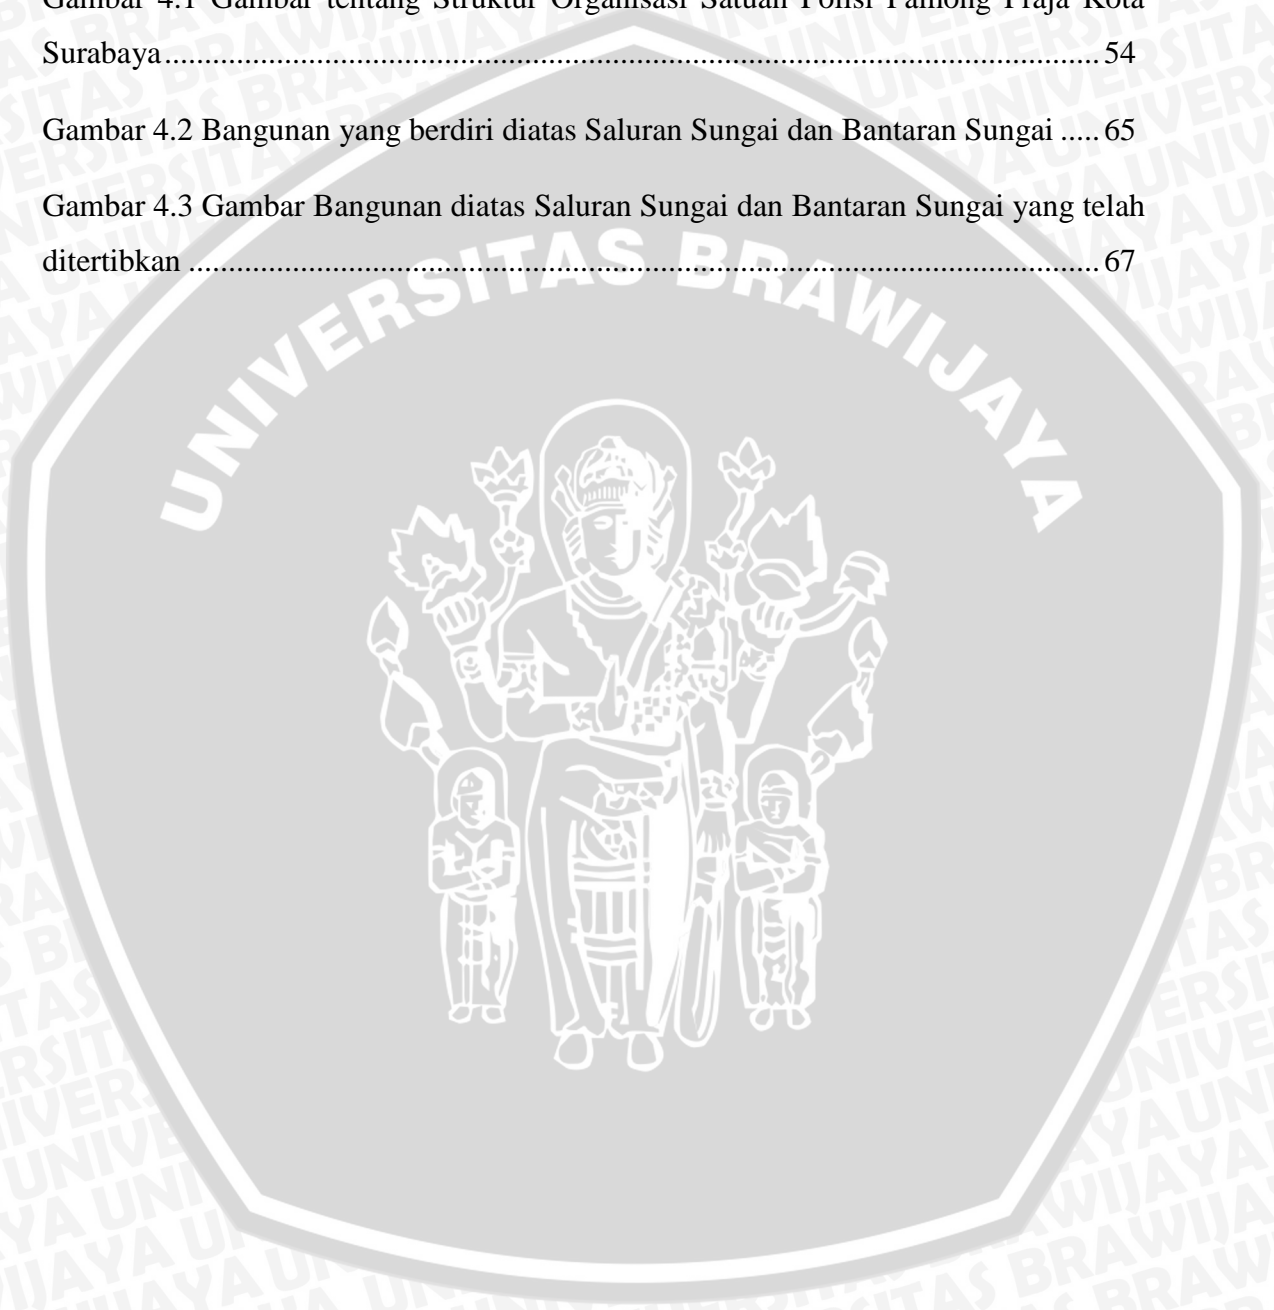 Gambar 4.1 Gambar tentang Struktur Organisasi Satuan Polisi Pamong Praja Kota
Surabaya.................................................................................................... 54
Gambar 4.2 Bangunan yang berdiri diatas Saluran Sungai dan Bantaran Sungai ..... 65
Gambar 4.3 Gambar Bangunan diatas Saluran Sungai dan Bantaran Sungai yang telah
ditertibkan ................................................................................................. 67
UNIVERSITAS BRAWIJAYA